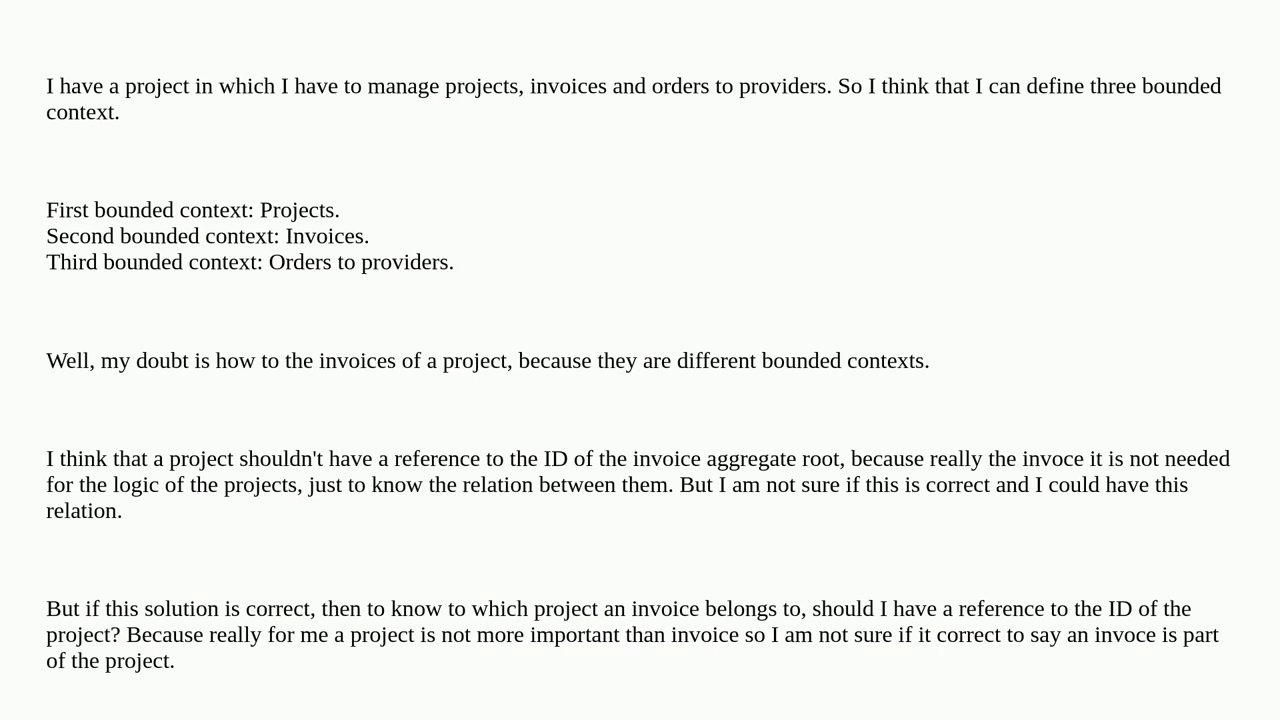 I have a project in which I have to manage projects, invoices and orders to providers. So I think that I can define three bounded
context.
First bounded context: Projects.
Second bounded context: Invoices.
Third bounded context: Orders to providers.
Well, my doubt is how to the invoices of a project, because they are different bounded contexts.
I think that a project shouldn't have a reference to the ID of the invoice aggregate root, because really the invoce it is not needed
for the logic of the projects, just to know the relation between them. But I am not sure if this is correct and I could have this
relation.
But if this solution is correct, then to know to which project an invoice belongs to, should I have a reference to the ID of the
project? Because really for me a project is not more important than invoice so I am not sure if it correct to say an invoce is part
of the project.